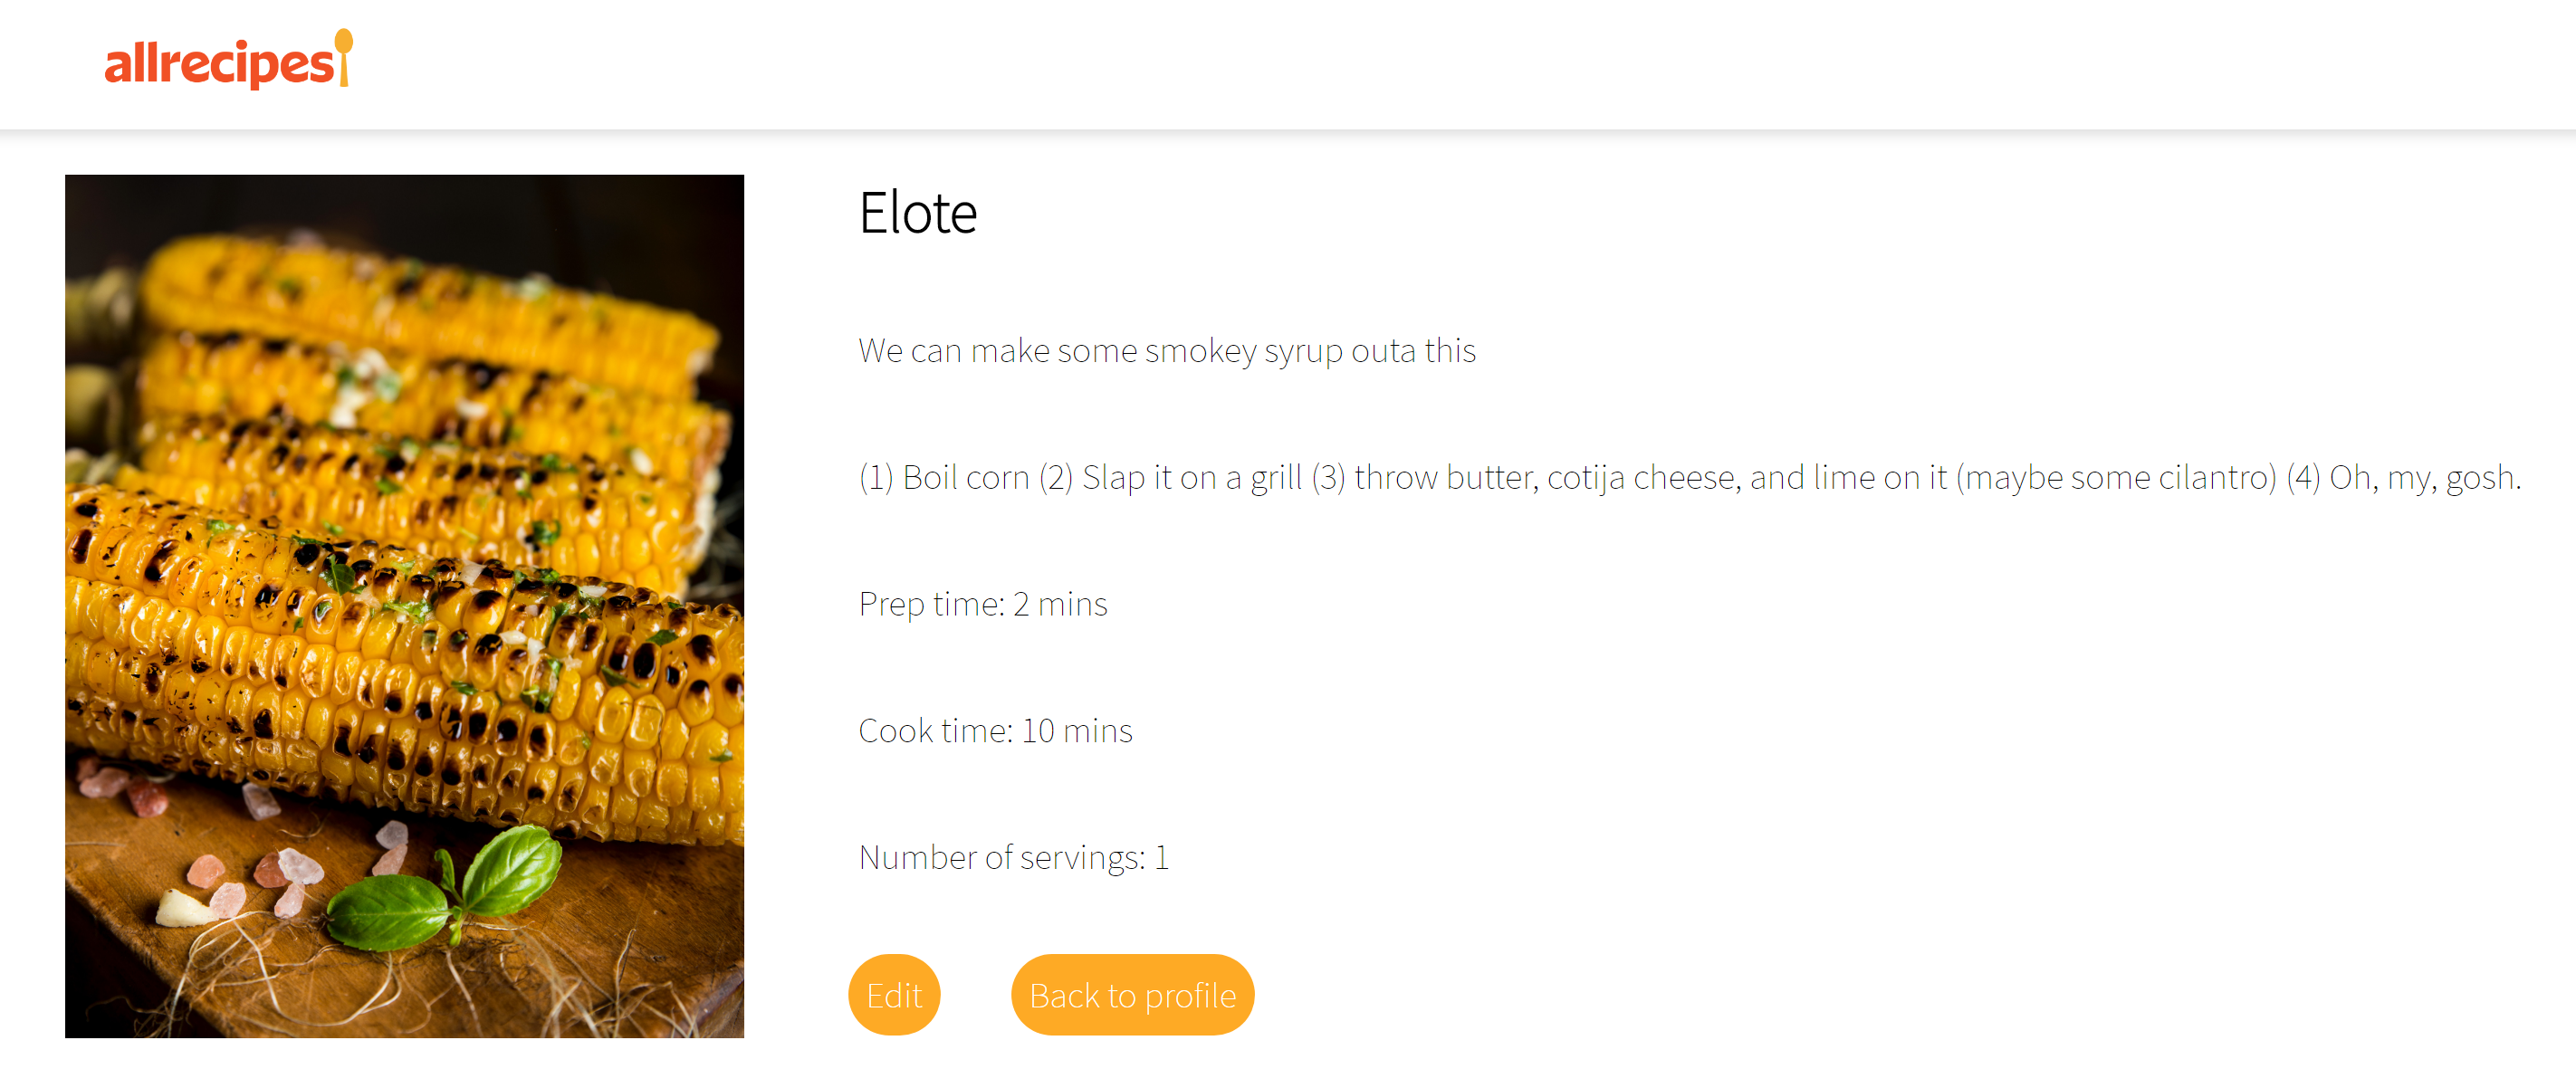 allrecipes
Elote
We can make some smokey syrup outa this
(1) Boil corn (2) Slap it on a grill (3) throw butter, cotija cheese, and lime on it (maybe some cilantro) (4) Oh, my, gosh.
Prep time: 2 mins
Cook time: 10 mins
Number of servings: 1
Edit
Back to profile